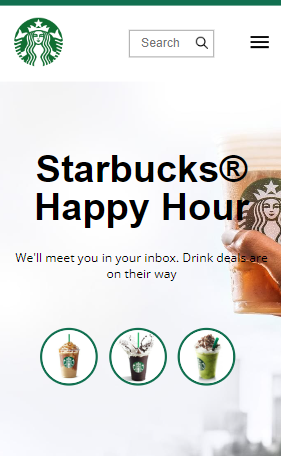 Search
Starbucks®
Happy Hour
We'll meet you in your inbox. Drink deals are
on their way